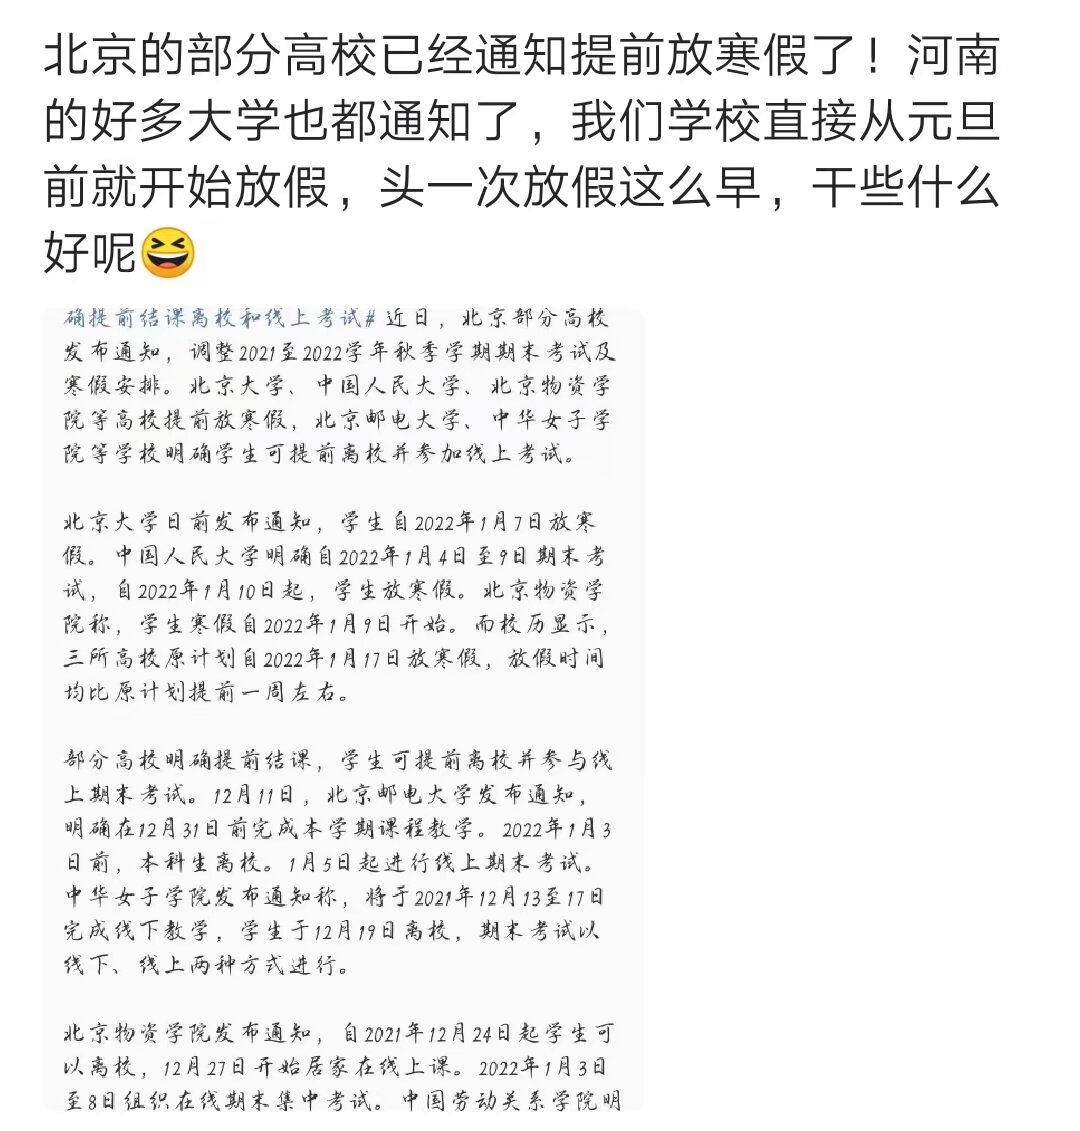 北京的部分高校已经通知提前放寒假了！河南
的好多大学也都通知了，我们学校直接从元旦
前就开始放假，头一次放假这么早，干些什么
好呢😆
确提前结课离校和线上考试# 近日，北京部分高校
发布通知，调整2021至2022学年秋季学期期末考试及
寒假安排。北京大学、中国人民大学、北京物资学
院等高校提前放寒假，北京邮电大学、中华女子学
院等学校明确学生可提前离校并参加线上考试。
北京大学日前发布通知，学生自2022年1月7日放寒
假。中国人民大学明确自2022年1月4日至9日期末考
试，自2022年1月10日起，学生放寒假。北京物资学
院称，学生寒假自2022年1月9日开始。而校历显示，
三所高校原计划自2022年1月17日放寒假，放假时间
均比原计划提前一周左右。
部分高校明确提前结课，学生可提前离校并参与线
上期末考试。12月11日，北京邮电大学发布通知，
明确在12月31日前完成本学期课程教学。2022年1月3
日前，本科生离校。1月5日起进行线上期末考试。
中华女子学院发布通知称，将于2021年12月13至17日
完成线下教学，学生于12月19日离校，期末考试以
线下、线上两种方式进行。
北京物资学院发布通知，自2021年12月24日起学生可
以离校，12月27日开始居家在线上课。2022年1月3日
至8日组织在线期末集中考试。中国劳动关系学院明